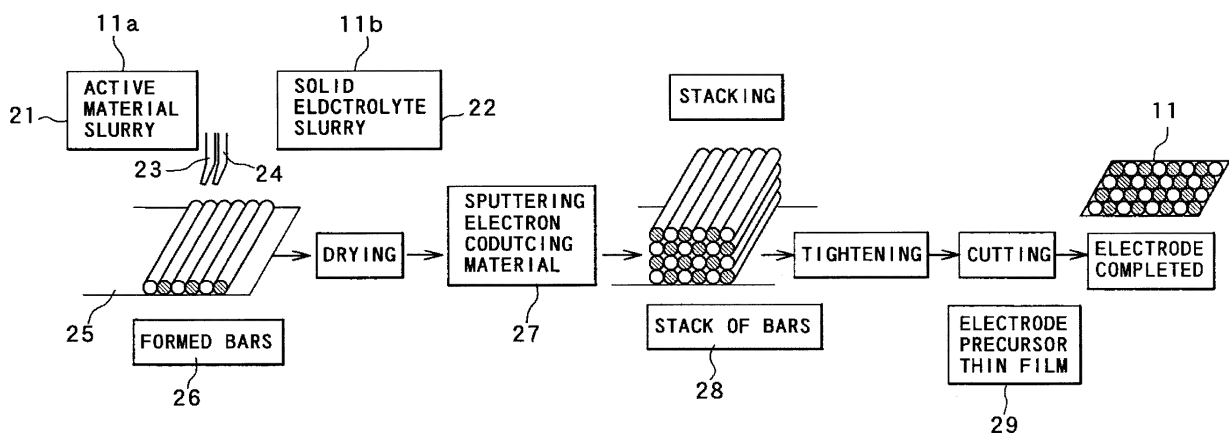 11a
11b
ACTIVE
MATERIAL
SLURRY
21
SOLID
ELDCTROLYTE
SLURRY
22
23
24
STACKING
11
DRYING
SPUTTERING
ELECTRON
CODUTCING
MATERIAL
TIGHTENING
CUTTING
ELECTRODE
COMPLETED
25
FORMED BARS
26
27
STACK OF BARS
28
ELECTRODE
PRECURSOR
THIN FILM
29